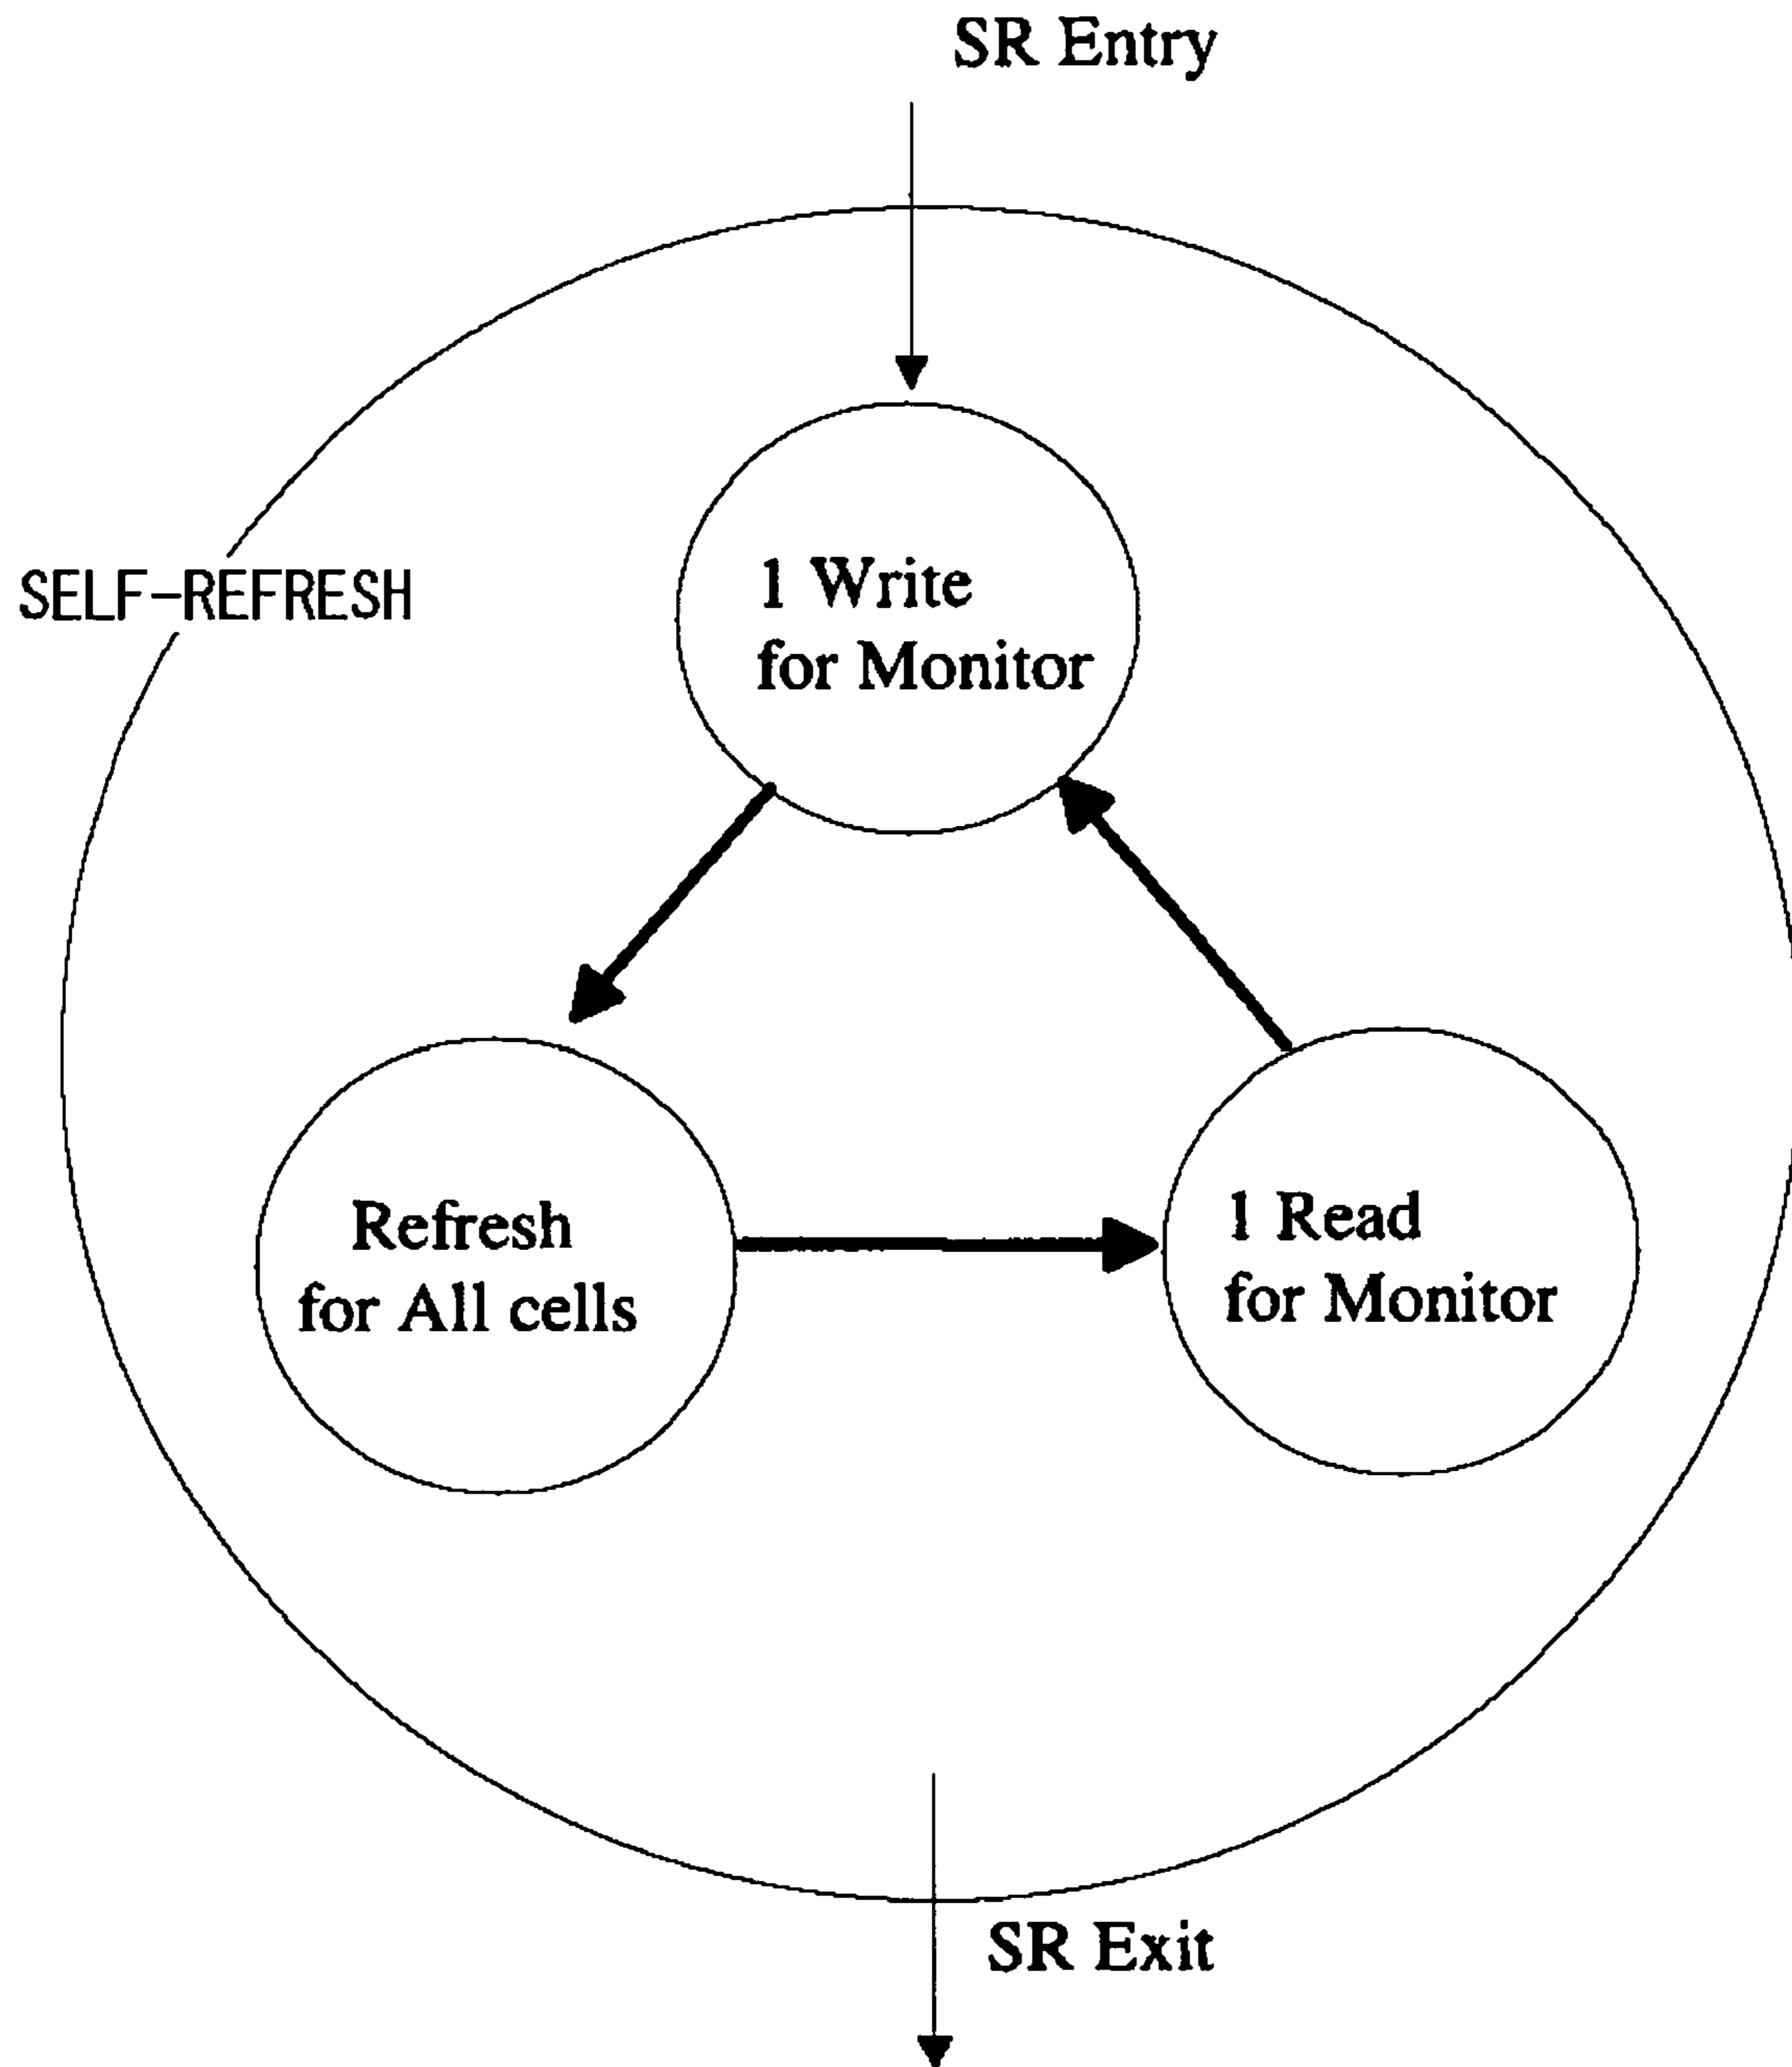 SR Entry
SELF-REFRESH
1 Write
for Monitor
Refresh
for All cells
1 Read
for Monitor
SR Exit